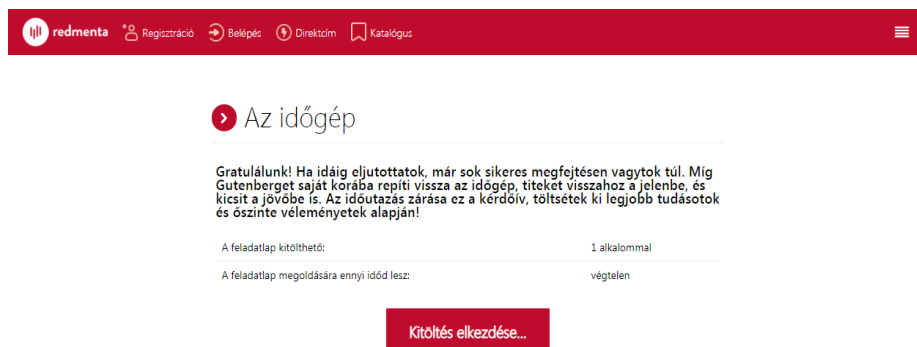 redmenta Regisztráció Belépés Direktcím Katalógus
Az időgép
Gratulálunk! Ha idáig eljutottatok, már sok sikeres megfejtésen vagytok túl. Míg
Gutenberget saját korába repíti vissza az időgép, titeket visszahoz a jelenbe, és
kicsit a jövőbe is. Az időutazás zárása ez a kérdőív, töltsétek ki legjobb tudásotok
és őszinte véleményetek alapján!
A feladatlap kitölthető: 1 alkalommal
A feladatlap megoldására ennyi időd lesz: végtelen
Kitöltés elkezdése...